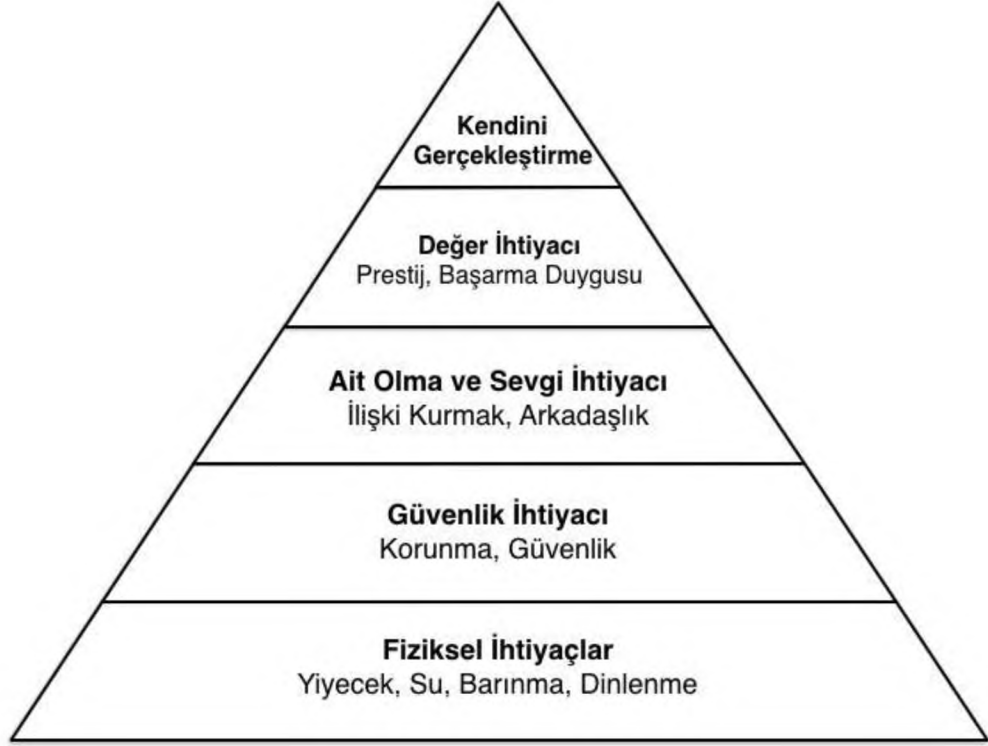 Kendini
Gerçekleştirme
Değer İhtiyacı
Prestij, Başarma Duygusu
Ait Olma ve Sevgi İhtiyacı
İlişki Kurmak, Arkadaşlık
Güvenlik İhtiyacı
Korunma, Güvenlik
Fiziksel İhtiyaçlar
Yiyecek, Su, Barınma, Dinlenme